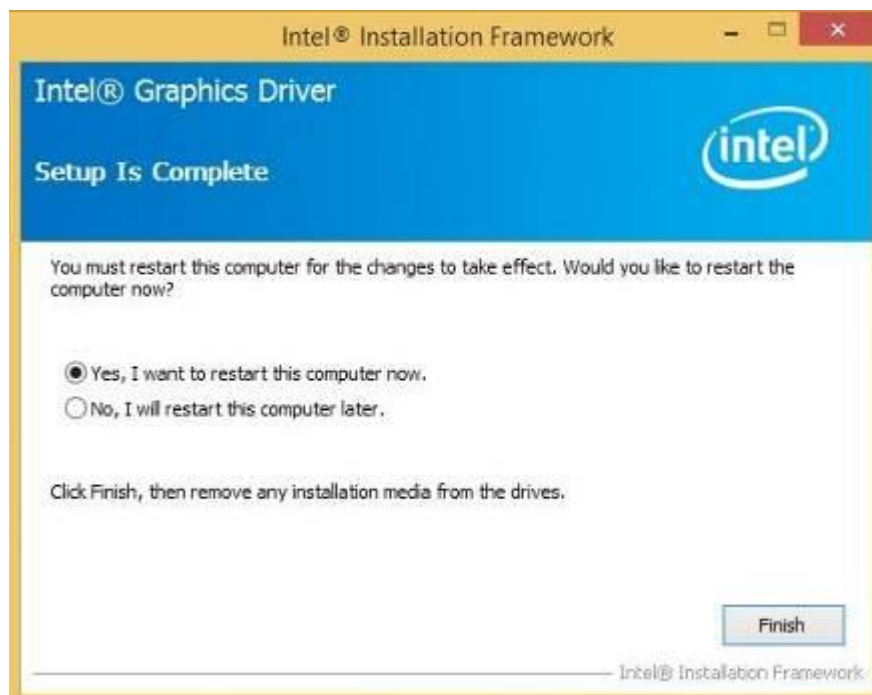 Intel® Installation Framework
Intel® Graphics Driver
intel
Setup Is Complete
You must restart this computer for the changes to take effect. Would you like to restart the
computer now?
Yes, I want to restart this computer now.
No, I will restart this computer later.
Click Finish, then remove any installation media from the drives.
Finish
Intel® Installation Framework